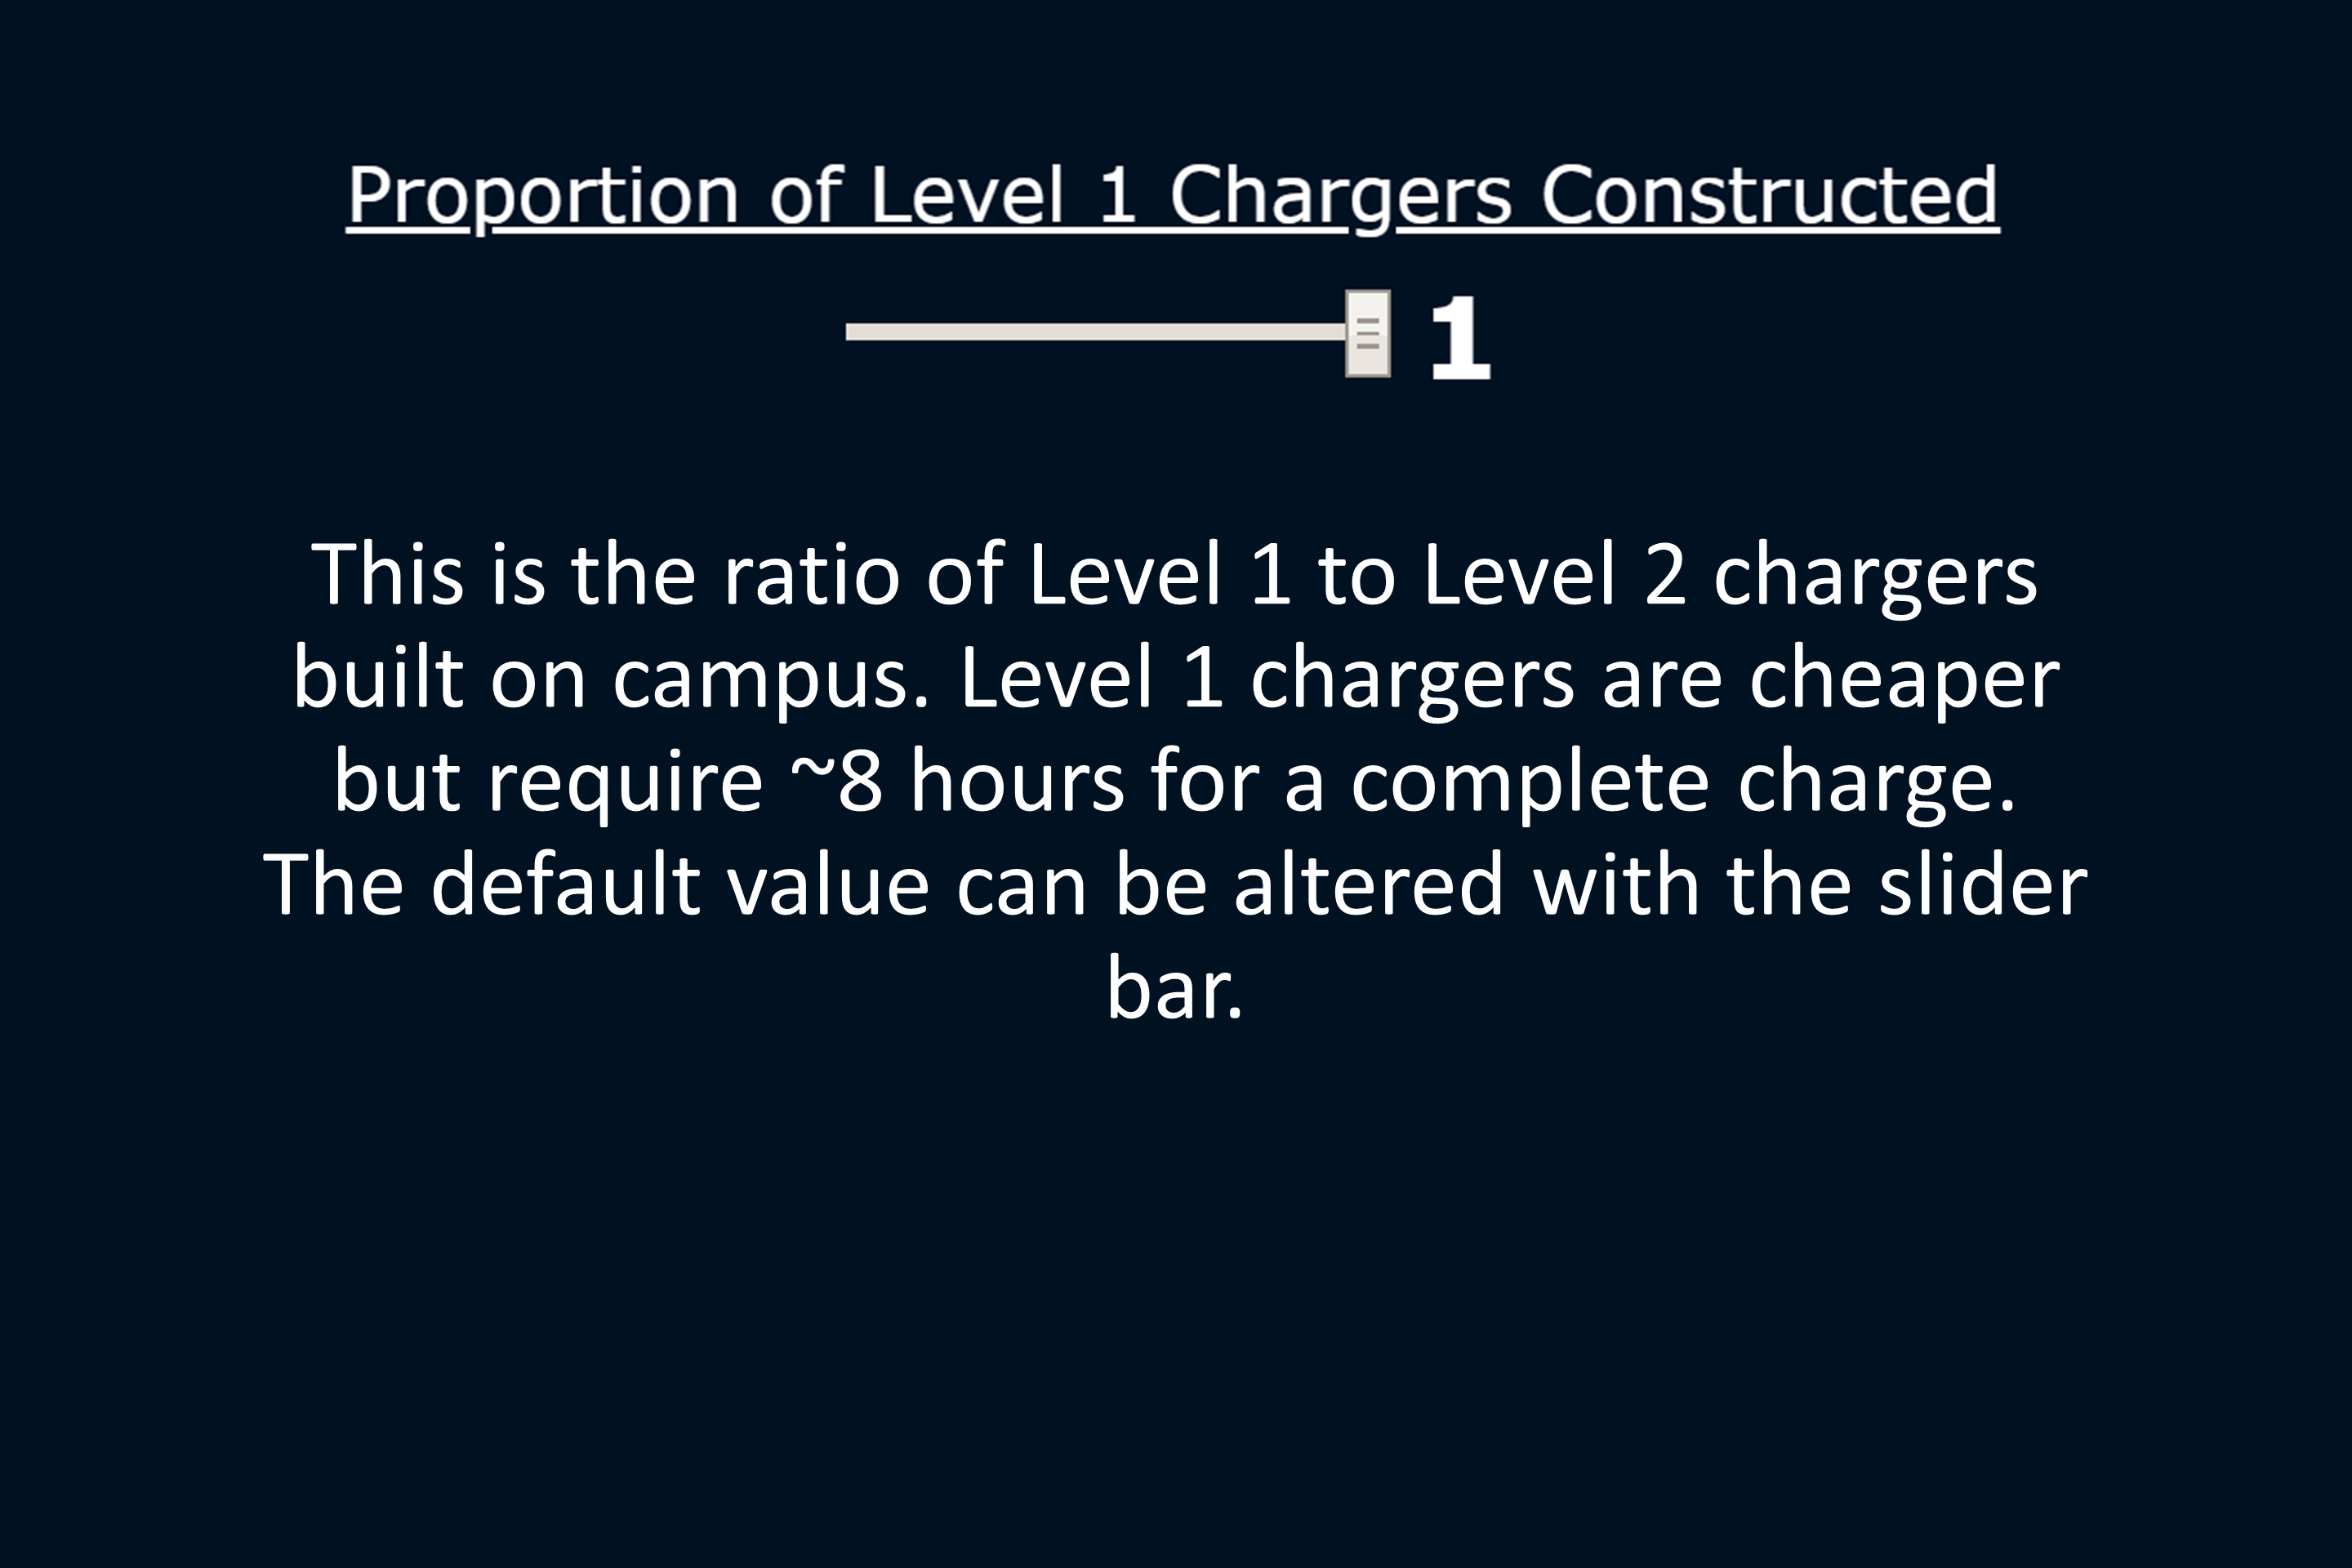 Proportion of Level 1 Chargers Constructed
1
This is the ratio of Level 1 to Level 2 chargers
built on campus. Level 1 chargers are cheaper
but require ~8 hours for a complete charge.
The default value can be altered with the slider
bar.